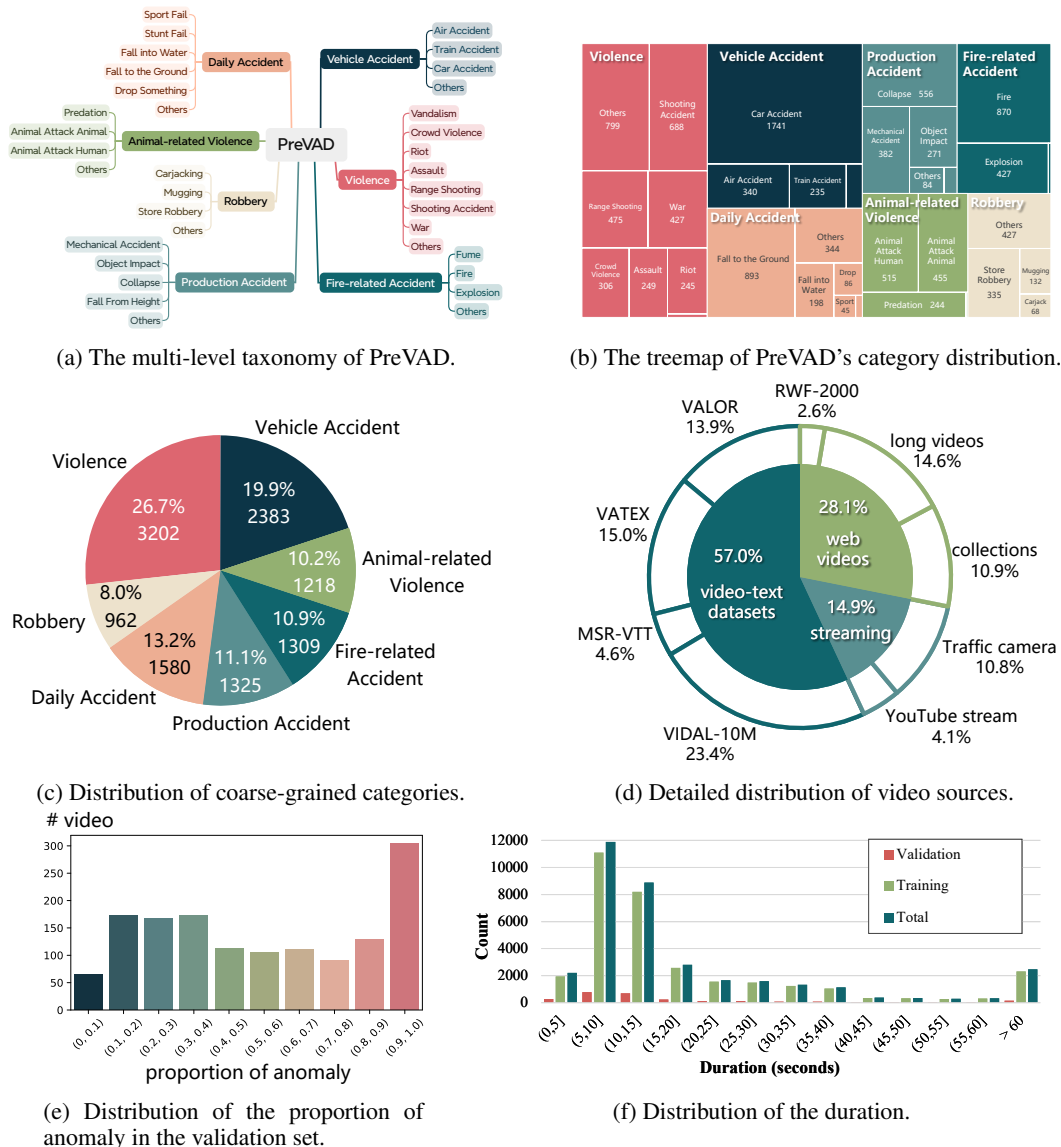 Sport Fail
Stunt Fail
Fall into Water
Fall to the Ground
Drop Something
Others
Daily Accident
Predation
Animal Attack Animal
Animal Attack Human
Others
Animal-related Violence
Carjacking
Mugging
Store Robbery
Others
Robbery
Mechanical Accident
Object Impact
Collapse
Fall From Height
Others
Production Accident
PreVAD
Vehicle Accident
Air Accident
Train Accident
Car Accident
Others
Violence
Vandalism
Crowd Violence
Riot
Assault
Range Shooting
Shooting Accident
War
Others
Fire-related Accident
Fume
Fire
Explosion
Others
(a) The multi-level taxonomy of PreVAD.
Violence
Others
799
Shooting
Accident
688
Range Shooting
475
War
427
Crowd
Violence
306
Assault
249
Riot
245
Vehicle Accident
Car Accident
1741
Air Accident
340
Train Accident
235
Daily Accident
Fall to the Ground
893
Others
344
Fall into
Water
198
Drop
86
Sport
45
Production
Accident
Collapse 556
Mechanical
Accident
382
Object
Impact
271
Others
84
Fire-related
Accident
Fire
870
Explosion
427
Animal-related
Violence
Animal
Attack
Human
515
Animal
Attack
Animal
455
Predation 244
Robbery
Others
427
Store
Robbery
335
Mugging
132
Carjack
68
(b) The treemap of PreVAD's category distribution.
Vehicle Accident
19.9%
2383
Animal-related
Violence
10.2%
1218
Fire-related
Accident
10.9%
1309
Production Accident
11.1%
1325
Daily Accident
13.2%
1580
Robbery
8.0%
962
Violence
26.7%
3202
(c) Distribution of coarse-grained categories.
RWF-2000
2.6%
long videos
14.6%
collections
10.9%
Traffic camera
10.8%
YouTube stream
4.1%
VIDAL-10M
23.4%
MSR-VTT
4.6%
VATEX
15.0%
VALOR
13.9%
28.1%
web
videos
14.9%
streaming
57.0%
video-text
datasets
(d) Detailed distribution of video sources.
# video
300
250
200
150
100
50
0
(0, 0.1)
(0.1, 0.2)
(0.2, 0.3)
(0.3, 0.4)
(0.4, 0.5)
(0.5, 0.6)
(0.6, 0.7)
(0.7, 0.8)
(0.8, 0.9)
(0.9, 1.0)
proportion of anomaly
(e) Distribution of the proportion of
anomaly in the validation set.
Count
12000
10000
8000
6000
4000
2000
0
Validation
Training
Total
(0,5]
(5,10]
(10,15]
(15,20]
(20,25]
(25,30]
(30,35]
(35,40]
(40,45]
(45,50]
(50,55]
(55,60]
> 60
Duration (seconds)
(f) Distribution of the duration.